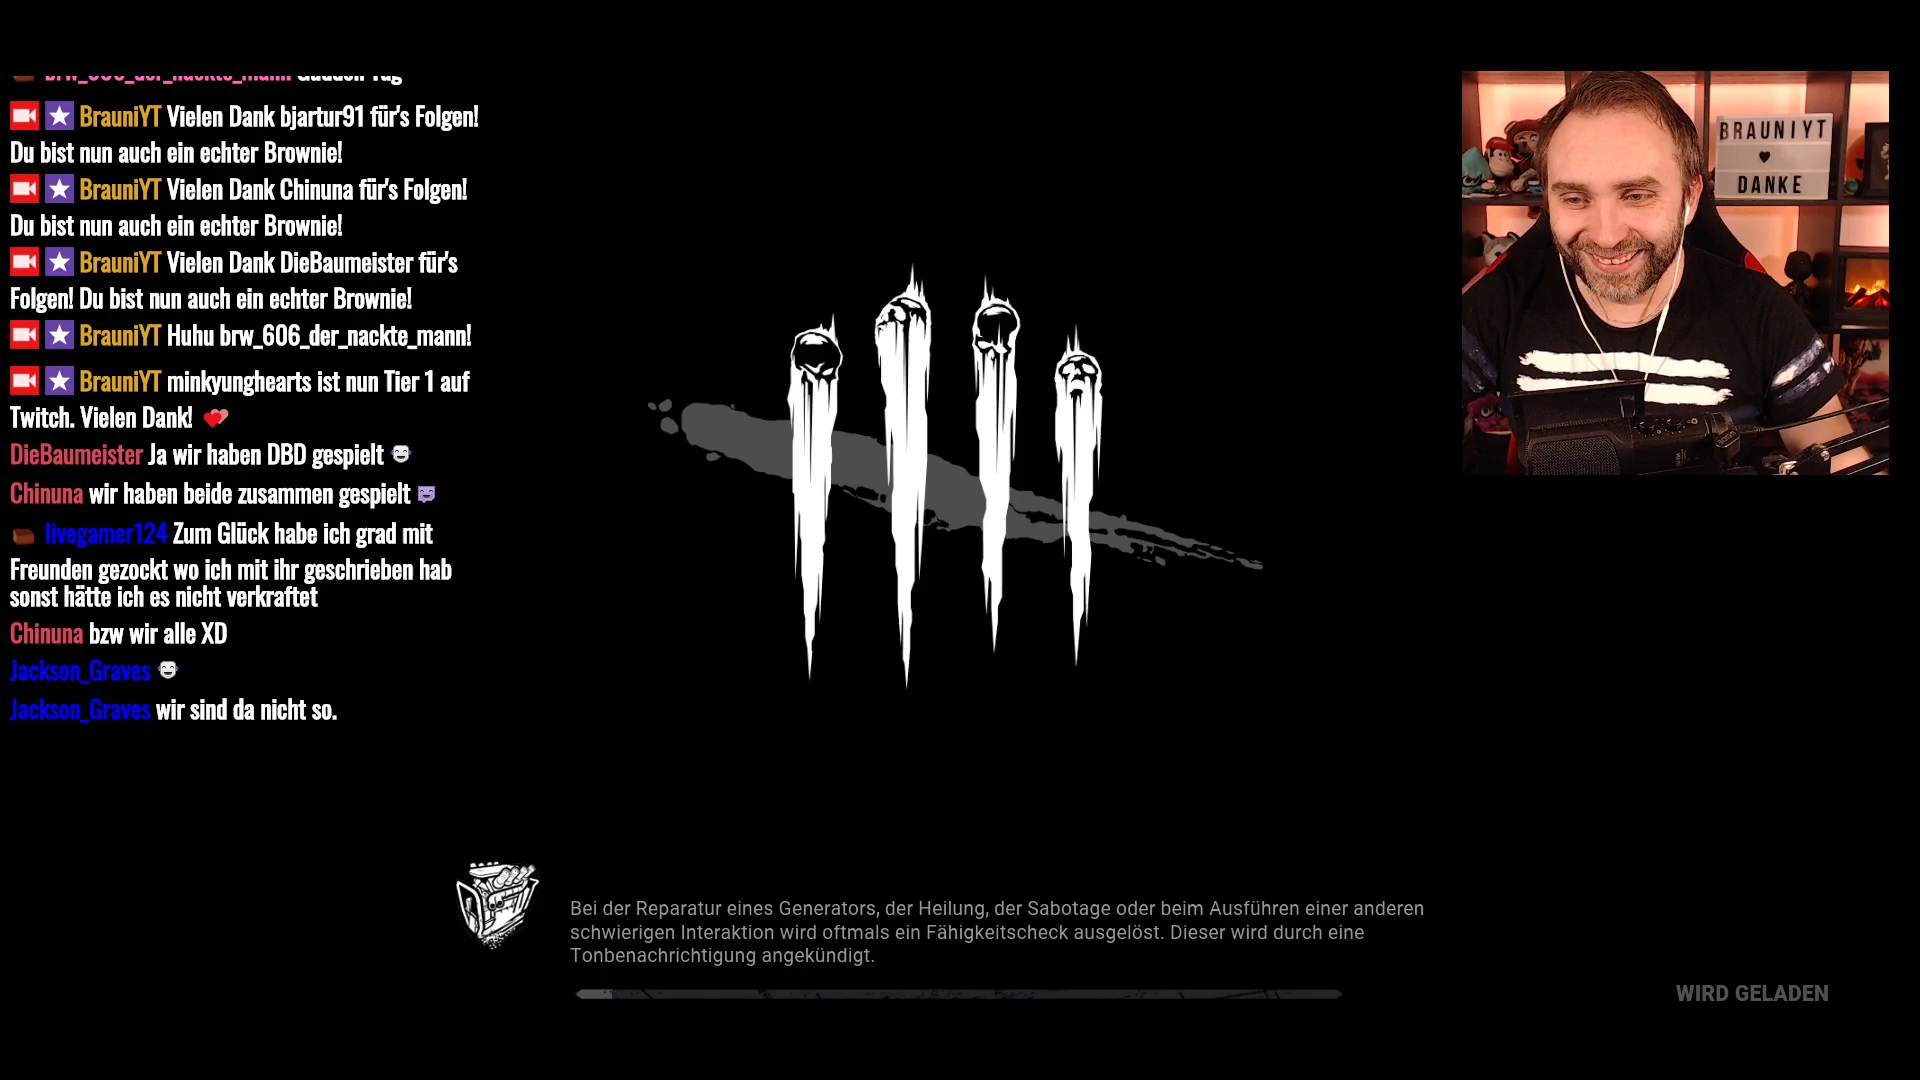 brw_606_der_nackte_mann Guuden Tag
BrauniYT Vielen Dank bjartur91 für's Folgen!
Du bist nun auch ein echter Brownie!
BrauniYT Vielen Dank Chinuna für's Folgen!
Du bist nun auch ein echter Brownie!
BrauniYT Vielen Dank DieBaumeister für's
Folgen! Du bist nun auch ein echter Brownie!
BrauniYT Huhu brw_606_der_nackte_mann!
BrauniYT minkyunghearts ist nun Tier 1 auf
Twitch. Vielen Dank!
DieBaumeister Ja wir haben DBD gespielt
Chinuna wir haben beide zusammen gespielt
livegamer124 Zum Glück habe ich grad mit
Freunden gezockt wo ich mit ihr geschrieben hab
sonst hätte ich es nicht verkraftet
Chinuna bzw wir alle XD
Jackson_Graves
Jackson_Graves wir sind da nicht so.
BRAUNIYT
DANKE
Bei der Reparatur eines Generators, der Heilung, der Sabotage oder beim Ausführen einer anderen
schwierigen Interaktion wird oftmals ein Fähigkeitscheck ausgelöst. Dieser wird durch eine
Tonbenachrichtigung angekündigt.
WIRD GELADEN